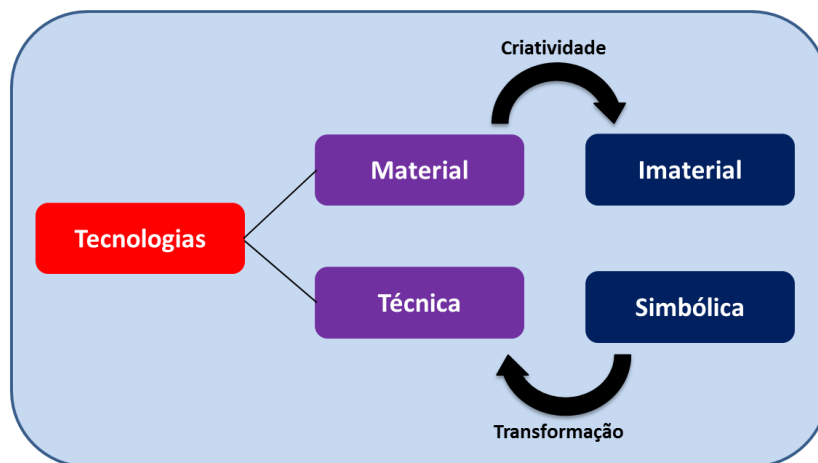 Criatividade
Material
Imaterial
Tecnologias
Técnica
Simbólica
Transformação